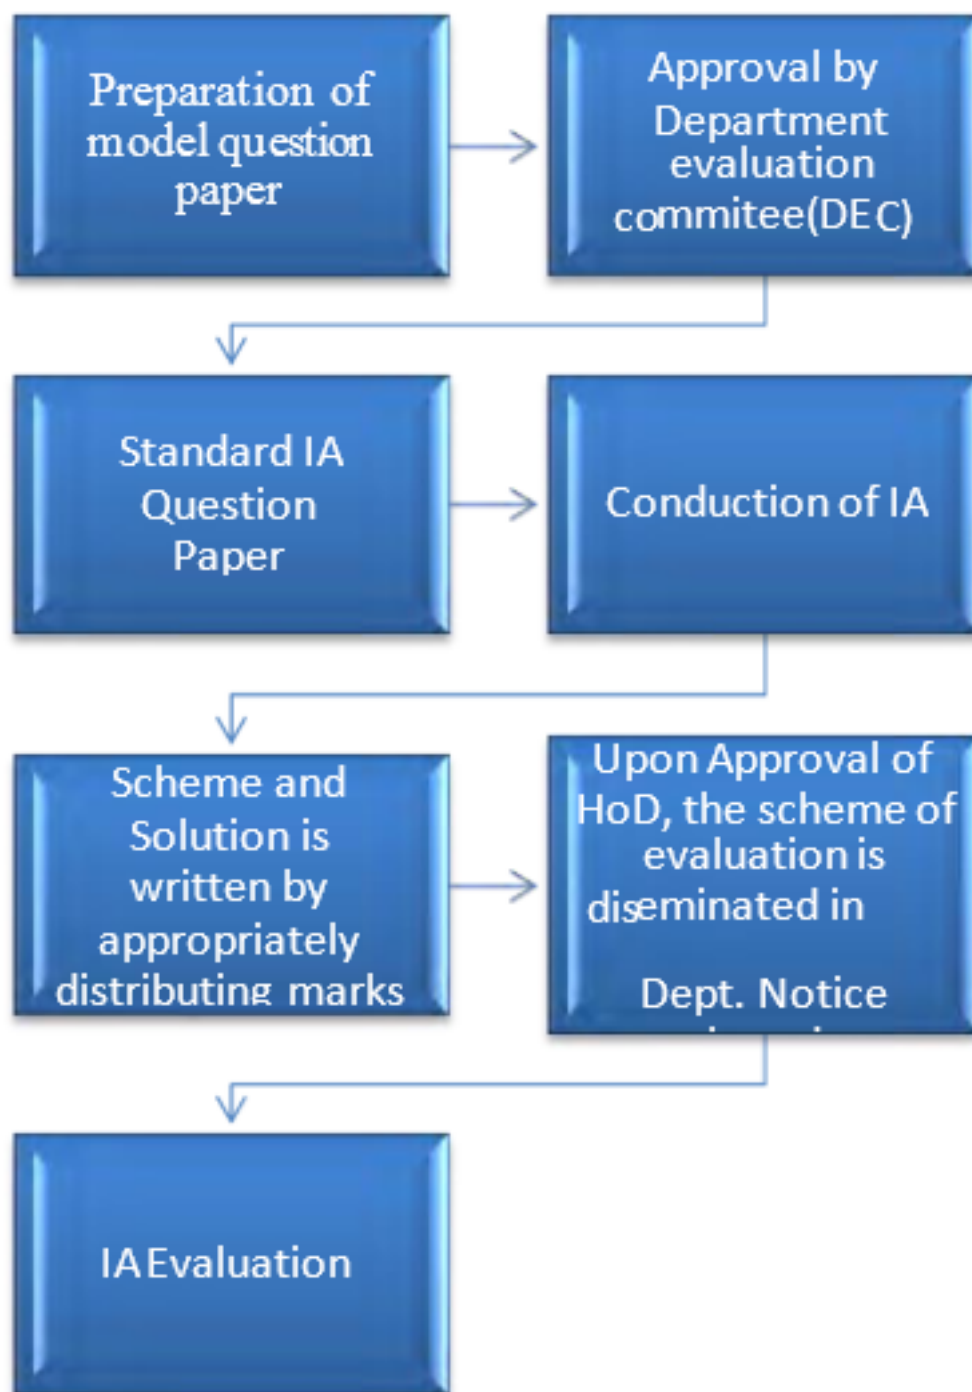 Preparation of
model question
paper
Approval by
Department
evaluation
commitee(DEC)
Standard IA
Question
Paper
Conduction of IA
Scheme and
Solution is
written by
appropriately
distributing marks
Upon Approval of
HoD, the scheme of
evaluation is
diseminated in
Dept. Notice
IA Evaluation